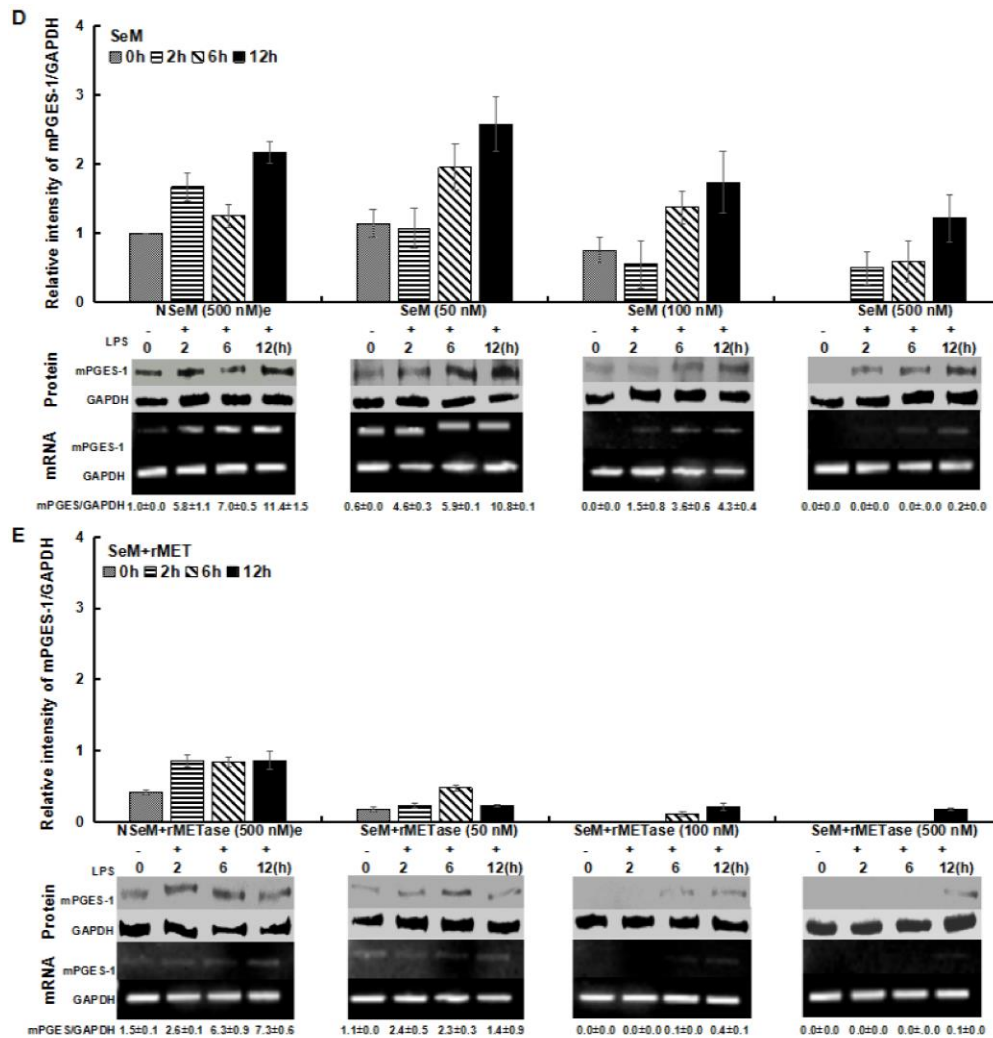 D
SeM
0h 2h 6h 12h
Relative intensity of mPGES-1/GAPDH
4
3
2
1
0
NSeM (500 nM)e SeM (50 nM) SeM (100 nM) SeM (500 nM)
LPS - + + + - + + + - + + + - + + +
0 2 6 12(h) 0 2 6 12(h) 0 2 6 12(h) 0 2 6 12(h)
Protein
mPGES-1
GAPDH
mRNA
mPGES-1
GAPDH
mPGES/GAPDH 1.0±0.0 5.8±1.1 7.0±0.5 11.4±1.5 0.6±0.0 4.6±0.3 5.9±0.1 10.8±0.1 0.0±0.0 1.5±0.8 3.6±0.6 4.3±0.4 0.0±0.0 0.0±0.0 0.0±.0.0 0.2±0.0
E
SeM+rMET
0h 2h 6h 12h
Relative intensity of mPGES-1/GAPDH
4
3
2
1
0
NSeM+rMETase (500 nM)e SeM+rMETase (50 nM) SeM+rMETase (100 nM) SeM+rMETase (500 nM)
- + + + - + + + - + + + - + + +
LPS 0 2 6 12(h) 0 2 6 12(h) 0 2 6 12(h) 0 2 6 12(h)
Protein
mPGES-1
GAPDH
mRNA
mPGES-1
GAPDH
mPGES/GAPDH 1.5±0.1 2.6±0.1 6.3±0.9 7.3±0.6 1.1±0.0 2.4±0.5 2.3±0.3 1.4±0.9 0.0±0.0 0.0±0.0 0.1±0.0 0.4±0.1 0.0±0.0 0.0±0.0 0.0±.0.0 0.1±0.0